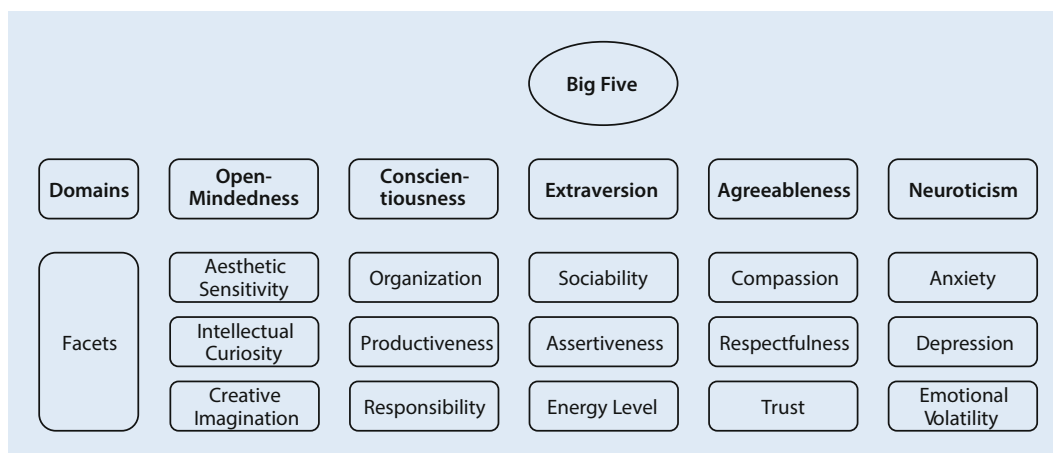 Big Five
Domains
Open-
Mindedness
Conscien-
tiousness
Extraversion
Agreeableness
Neuroticism
Facets
Aesthetic
Sensitivity
Organization
Sociability
Compassion
Anxiety
Intellectual
Curiosity
Productiveness
Assertiveness
Respectfulness
Depression
Creative
Imagination
Responsibility
Energy Level
Trust
Emotional
Volatility